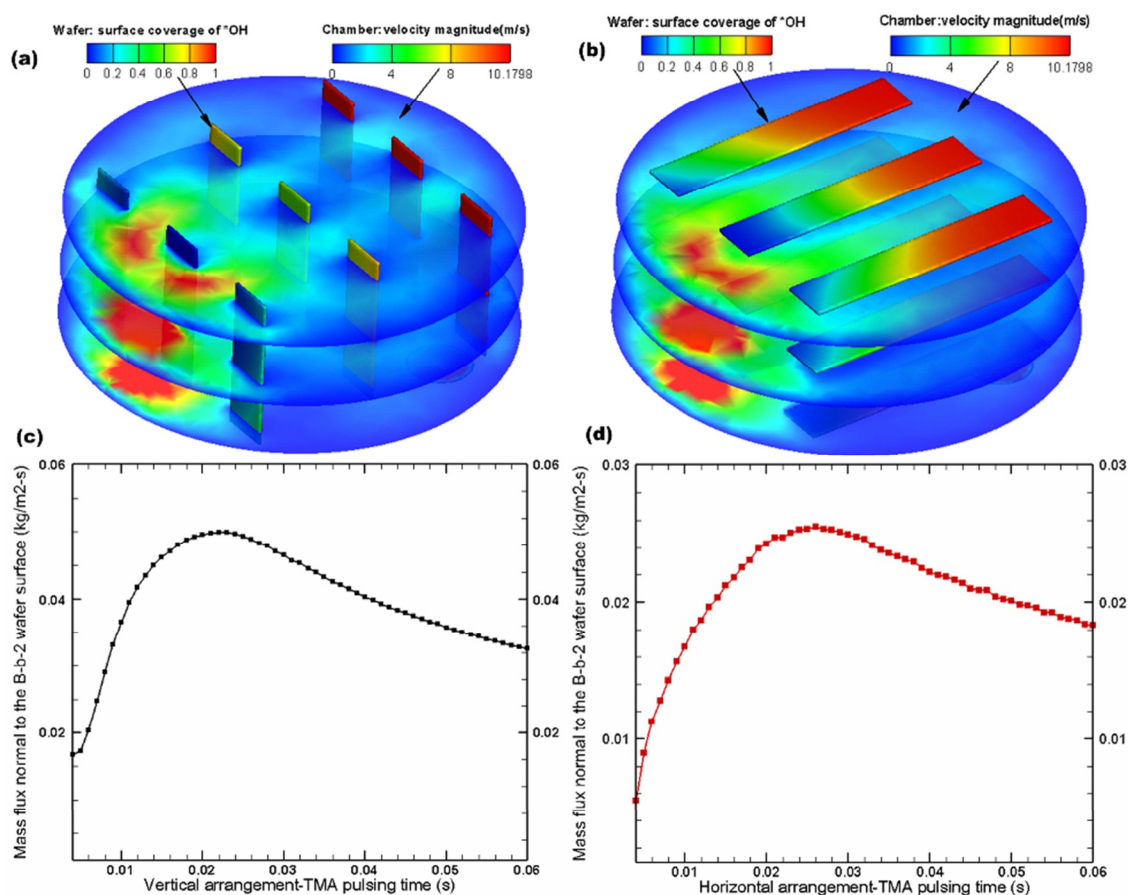 Wafer: surface coverage of *OH
Chamber:velocity magnitude(m/s)
(a)
0 0.2 0.4 0.6 0.8 1
0 4 8 10.1798
Wafer: surface coverage of *OH
Chamber:velocity magnitude(m/s)
(b)
0 0.2 0.4 0.6 0.8 1
0 4 8 10.1798
(c)
Mass flux normal to the B-b-2 wafer surface (kg/m2-s)
0.06 0.06
0.04 0.04
0.02 0.02
0.01 0.02 0.03 0.04 0.05 0.06
Vertical arrangement-TMA pulsing time (s)
(d)
Mass flux normal to the B-b-2 wafer surface (kg/m2-s)
0.03 0.03
0.02 0.02
0.01 0.01
0.01 0.02 0.03 0.04 0.05 0.06
Horizontal arrangement-TMA pulsing time (s)